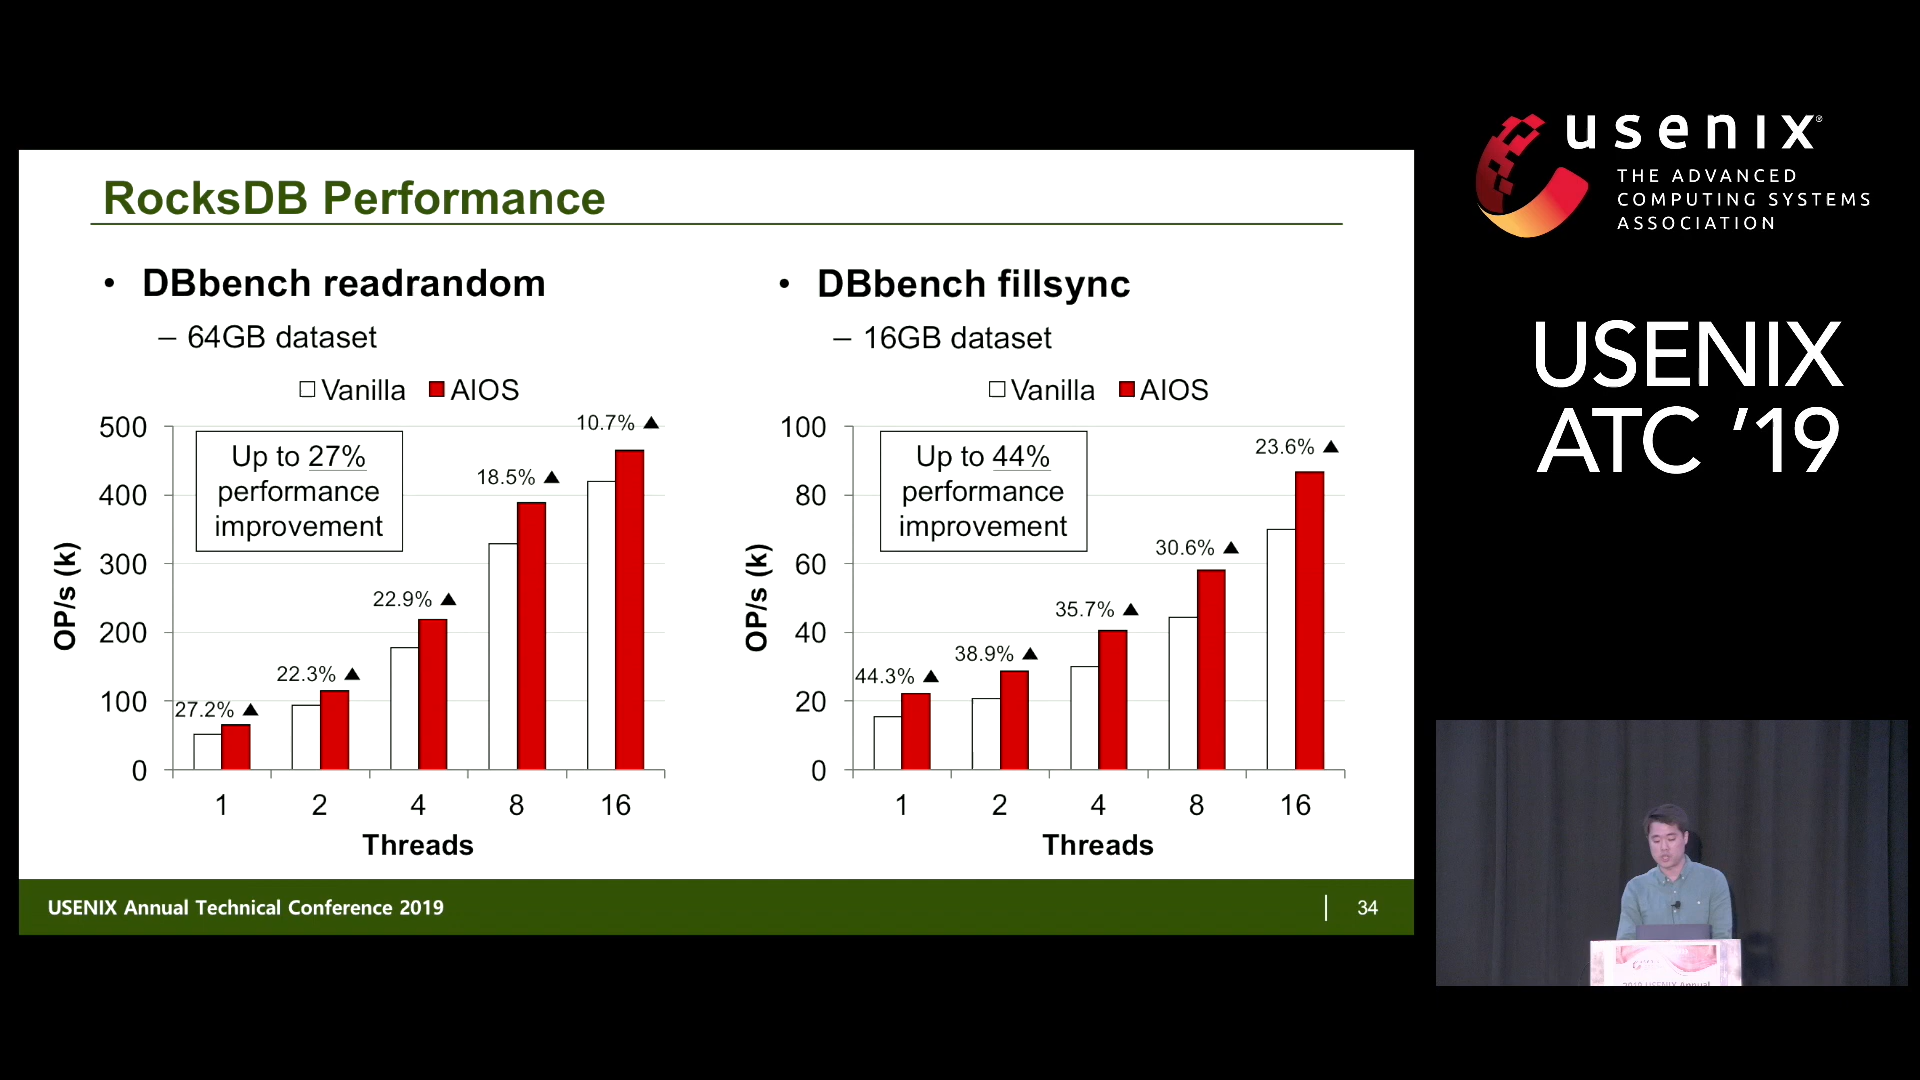 RocksDB Performance
• DBbench readrandom
– 64GB dataset
Vanilla AIOS
500
400
300
200
100
0
OP/s (k)
Up to 27%
performance
improvement
27.2% ▲
22.3% ▲
22.9% ▲
18.5% ▲
10.7% ▲
1 2 4 8 16
Threads
• DBbench fillsync
– 16GB dataset
Vanilla AIOS
100
80
60
40
20
0
OP/s (k)
Up to 44%
performance
improvement
44.3% ▲
38.9% ▲
35.7% ▲
30.6% ▲
23.6% ▲
1 2 4 8 16
Threads
USENIX Annual Technical Conference 2019
34
usenix®
THE ADVANCED
COMPUTING SYSTEMS
ASSOCIATION
USENIX
ATC ’19
2019 USENIX Annual